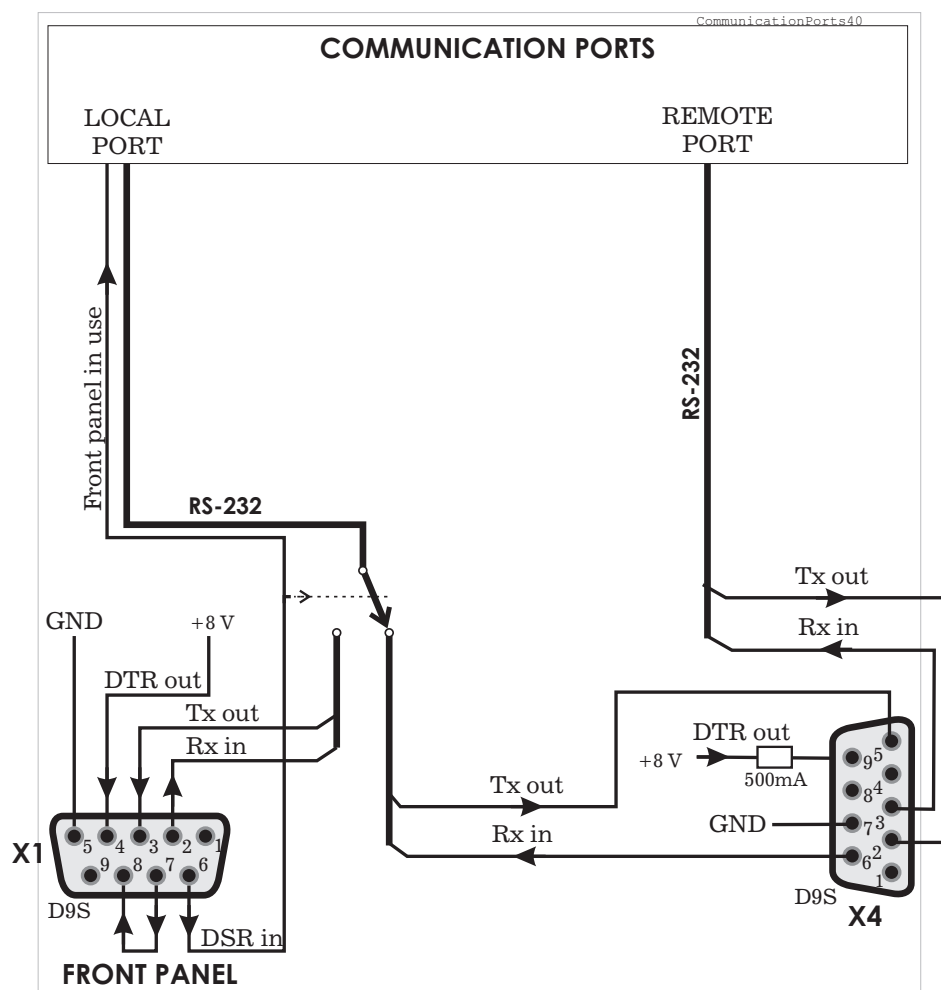 CommunicationPorts40
COMMUNICATION PORTS
LOCAL
PORT
REMOTE
PORT
Front panel in use
RS-232
RS-232
Tx out
Rx in
GND
+8 V
DTR out
Tx out
Rx in
DTR out
+8 V
500mA
Tx out
GND
Rx in
5
9
4
8
3
7
2
6
1
D9S
X4
X1
5
4
3
2
1
9
8
7
6
D9S
DSR in
FRONT PANEL